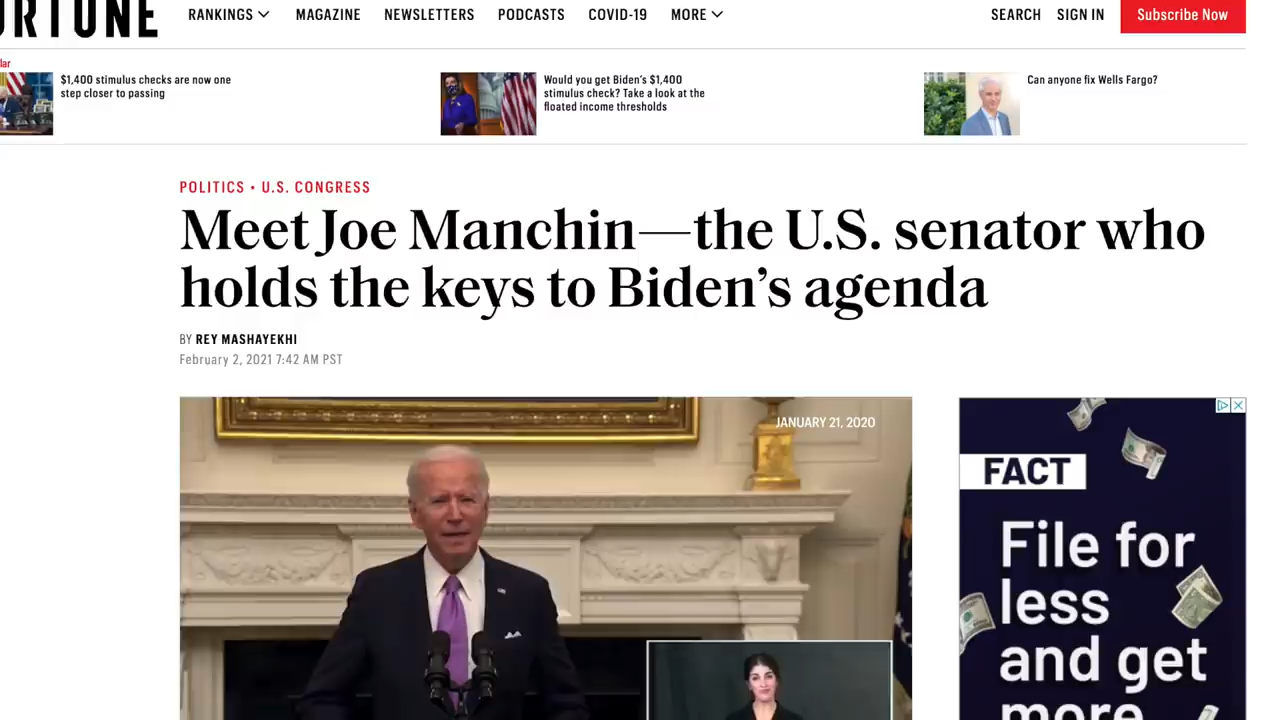 RANKINGS
MAGAZINE
NEWSLETTERS
PODCASTS
COVID-19
MORE
SEARCH
SIGN IN
Subscribe Now
$1,400 stimulus checks are now one
step closer to passing
Would you get Biden's $1,400
stimulus check? Take a look at the
floated income thresholds
Can anyone fix Wells Fargo?
POLITICS • U.S. CONGRESS
Meet Joe Manchin—the U.S. senator who
holds the keys to Biden's agenda
BY REY MASHAYEKHI
February 2, 2021 7:42 AM PST
JANUARY 21, 2020
FACT
File for
less
and get
more